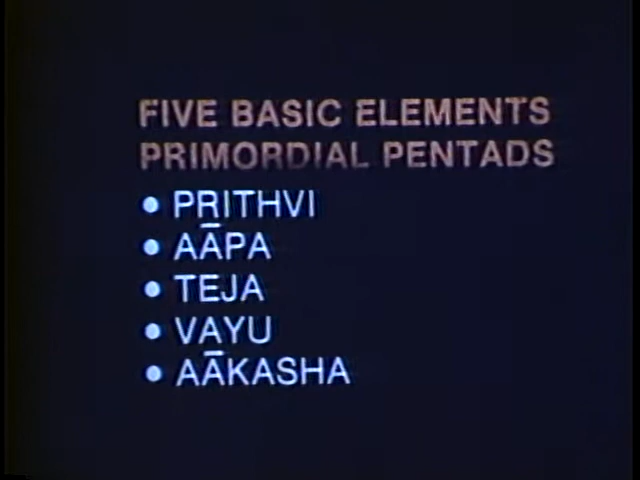 FIVE BASIC ELEMENTS
PRIMORDIAL PENTADS
• PRITHVI
• AĀPA
• TEJA
• VAYU
• AĀKASHA